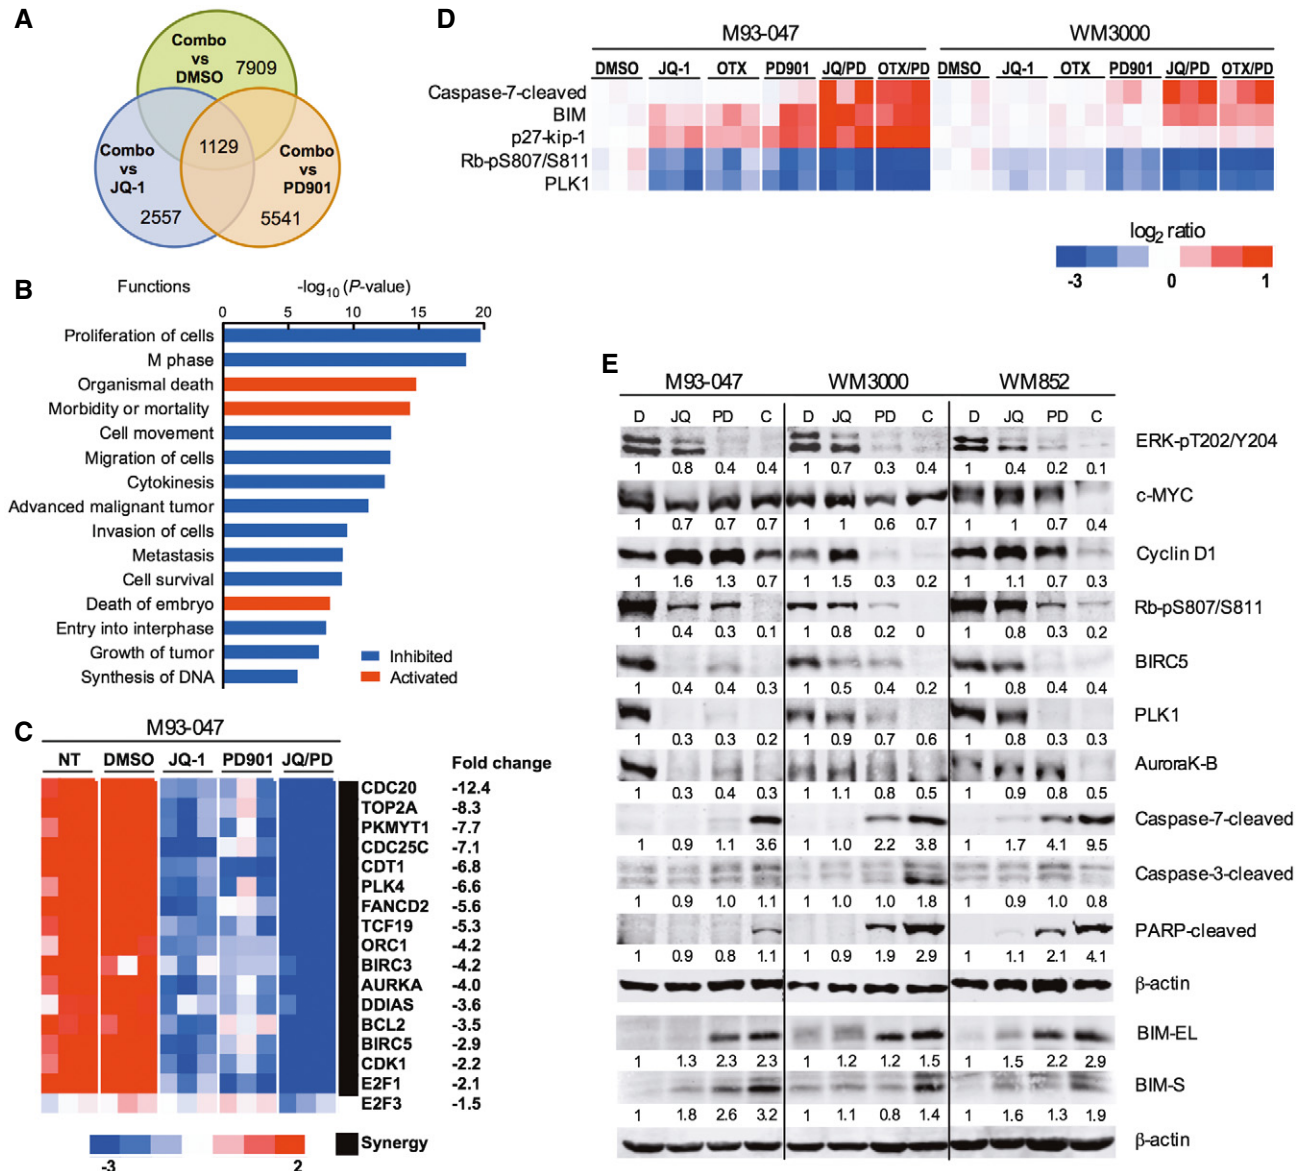 A
Combo
vs
DMSO
7909
Combo
vs
JQ-1
2557
1129
Combo
vs
PD901
5541
B
Functions
-log10 (P-value)
0 5 10 15 20
Proliferation of cells
M phase
Organismal death
Morbidity or mortality
Cell movement
Migration of cells
Cytokinesis
Advanced malignant tumor
Invasion of cells
Metastasis
Cell survival
Death of embryo
Entry into interphase
Growth of tumor
Synthesis of DNA
Inhibited
Activated
C
M93-047
NT DMSO JQ-1 PD901 JQ/PD
Fold change
CDC20 -12.4
TOP2A -8.3
PKMYT1 -7.7
CDC25C -7.1
CDT1 -6.8
PLK4 -6.6
FANCD2 -5.6
TCF19 -5.3
ORC1 -4.2
BIRC3 -4.2
AURKA -4.0
DDIAS -3.6
BCL2 -3.5
BIRC5 -2.9
CDK1 -2.2
E2F1 -2.1
E2F3 -1.5
-3 2
Synergy
D
M93-047 WM3000
DMSO JQ-1 OTX PD901 JQ/PD OTX/PD DMSO JQ-1 OTX PD901 JQ/PD OTX/PD
Caspase-7-cleaved
BIM
p27-kip-1
Rb-pS807/S811
PLK1
log2 ratio
-3 0 1
E
M93-047 WM3000 WM852
D JQ PD C D JQ PD C D JQ PD C
ERK-pT202/Y204
1 0.8 0.4 0.4 1 0.7 0.3 0.4 1 0.4 0.2 0.1
c-MYC
1 0.7 0.7 0.7 1 1 0.6 0.7 1 1 0.7 0.4
Cyclin D1
1 1.6 1.3 0.7 1 1.5 0.3 0.2 1 1.1 0.7 0.3
Rb-pS807/S811
1 0.4 0.3 0.1 1 0.8 0.2 0 1 0.8 0.3 0.2
BIRC5
1 0.4 0.4 0.3 1 0.5 0.4 0.2 1 0.8 0.4 0.4
PLK1
1 0.3 0.3 0.2 1 0.9 0.7 0.6 1 0.8 0.3 0.3
AuroraK-B
1 0.3 0.4 0.3 1 1.1 0.8 0.5 1 0.9 0.8 0.5
Caspase-7-cleaved
1 0.9 1.1 3.6 1 1.0 2.2 3.8 1 1.7 4.1 9.5
Caspase-3-cleaved
1 0.9 1.0 1.1 1 1.0 1.0 1.8 1 0.9 1.0 0.8
PARP-cleaved
1 0.9 0.8 1.1 1 0.9 1.9 2.9 1 1.1 2.1 4.1
β-actin
BIM-EL
1 1.3 2.3 2.3 1 1.2 1.2 1.5 1 1.5 2.2 2.9
BIM-S
1 1.8 2.6 3.2 1 1.1 0.8 1.4 1 1.6 1.3 1.9
β-actin